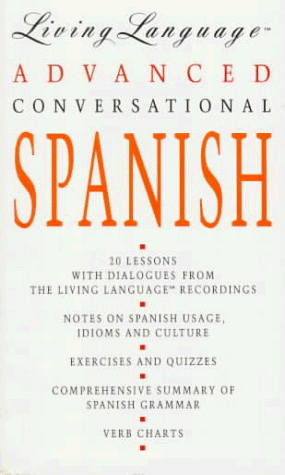 Living Language™
ADVANCED
CONVERSATIONAL
SPANISH
20 LESSONS
WITH DIALOGUES FROM
THE LIVING LANGUAGE™ RECORDINGS
NOTES ON SPANISH USAGE,
IDIOMS AND CULTURE
EXERCISES AND QUIZZES
COMPREHENSIVE SUMMARY OF
SPANISH GRAMMAR
VERB CHARTS